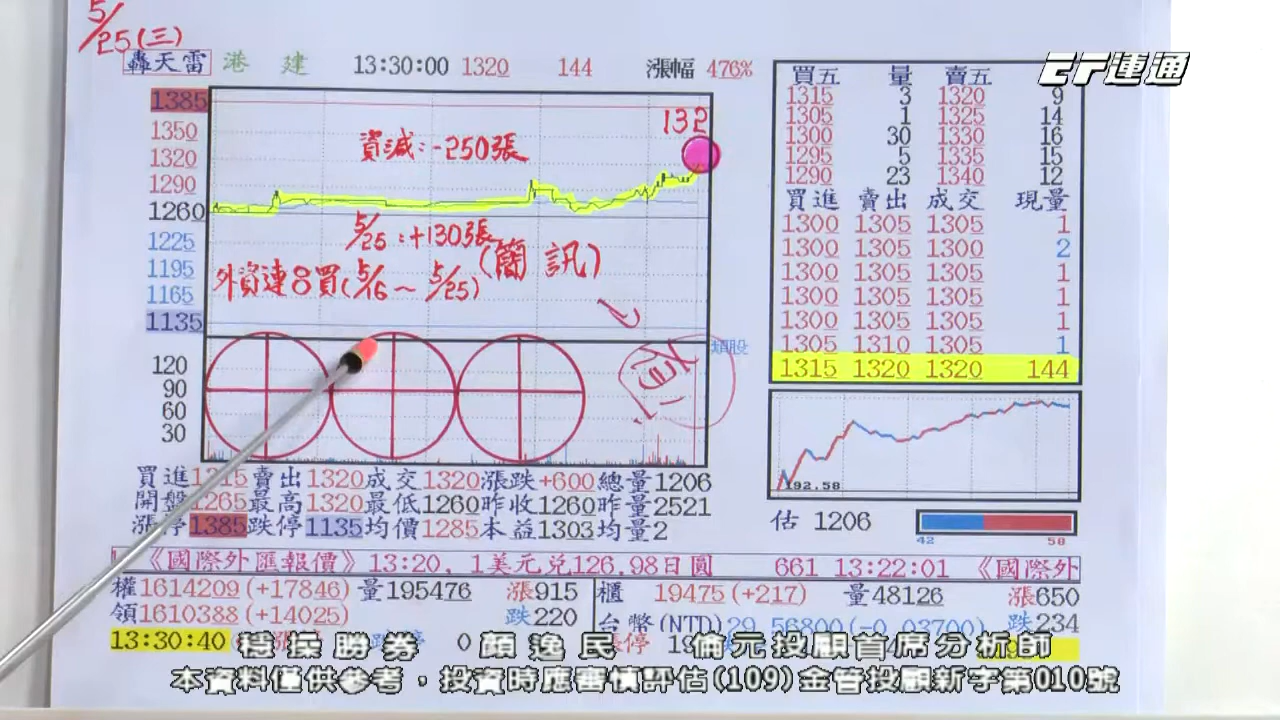 5/25(三)
轟天雷 港建 13:30:00 1320 144 漲幅 476%
EF運通
1385
1350
1320
1290
1260
1225
1195
1165
1135
120
90
60
30
132
資減:-250張
5/25:+130張
(簡訊)
外資連8買(5/16~5/25)
類股
買五 量 賣五
1315 3 1320 9
1305 1 1325 14
1300 30 1330 16
1295 5 1335 15
1290 23 1340 12
買進 賣出 成交 現量
1300 1305 1305 1
1300 1305 1300 2
1300 1305 1305 1
1300 1305 1305 1
1300 1305 1305 1
1305 1310 1305 1
1315 1320 1320 144
192.58
估 1206
42 58
買進1315賣出1320成交1320漲跌+600總量1206
開盤1265最高1320最低1260昨收1260昨量2521
漲停1385跌停1135均價1285本益1303均量2
《國際外匯報價》13:20，1美元兌126.98日圓 661 13:22:01 《國際外
權1614209(+17846) 量195476 漲915
領1610388(+14025) 跌220
櫃 19475(+217) 量48126 漲650
台幣(NTD)29.56800(-0.03700) 跌234
13:30:40
穩操勝券 顏逸民 倫元投顧首席分析師
本資料僅供參考，投資時應審慎評估(109)金管投顧新字第010號